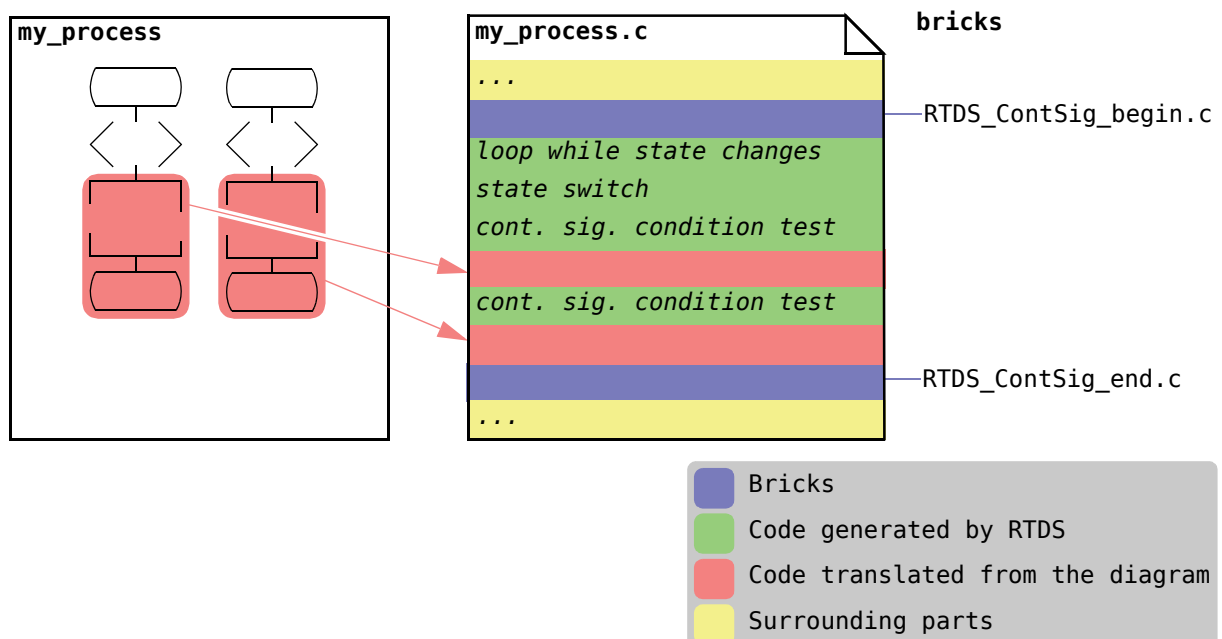 my_process
my_process.c
bricks
...
RTDS_ContSig_begin.c
loop while state changes
state switch
cont. sig. condition test
cont. sig. condition test
RTDS_ContSig_end.c
...
Bricks
Code generated by RTDS
Code translated from the diagram
Surrounding parts